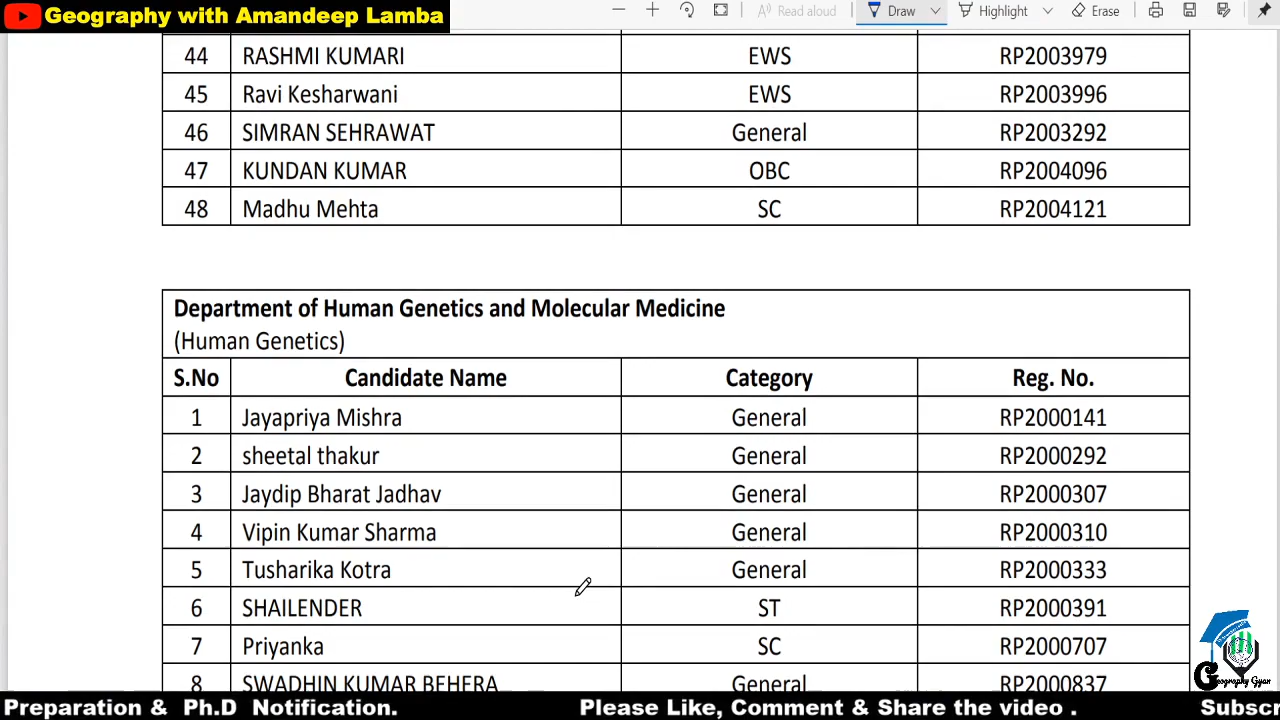 Geography with Amandeep Lamba
Read aloud Draw Highlight Erase
44 RASHMI KUMARI EWS RP2003979
45 Ravi Kesharwani EWS RP2003996
46 SIMRAN SEHRAWAT General RP2003292
47 KUNDAN KUMAR OBC RP2004096
48 Madhu Mehta SC RP2004121
Department of Human Genetics and Molecular Medicine
(Human Genetics)
S.No Candidate Name Category Reg. No.
1 Jayapriya Mishra General RP2000141
2 sheetal thakur General RP2000292
3 Jaydip Bharat Jadhav General RP2000307
4 Vipin Kumar Sharma General RP2000310
5 Tusharika Kotra General RP2000333
6 SHAILENDER ST RP2000391
7 Priyanka SC RP2000707
8 SWADHIN KUMAR BEHERA General RP2000837
Geography Gyan
Preparation & Ph.D Notification. Please Like, Comment & Share the video . Subscr